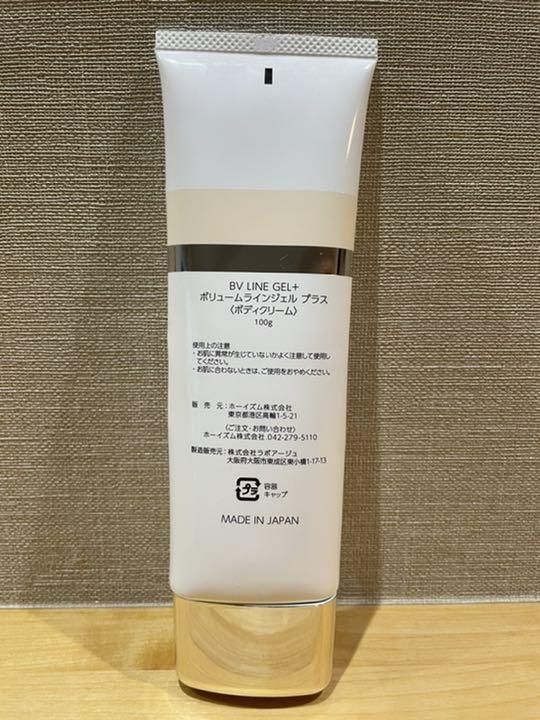 BV LINE GEL+
ボリュームラインジェル プラス
〈ボディクリーム〉
100g
使用上の注意
・お肌に異常が生じていないかよく注意して使用し
てください。
・お肌に合わないときは、ご使用をおやめください。
販 売 元：ホーイズム株式会社
東京都港区高輪1-5-21
〈ご注文・お問い合わせ〉
ホーイズム株式会社.042-279-5110
製造販売元：株式会社ラボアージュ
大阪府大阪市東成区東小橋1-17-13
プラ
容器
キャップ
MADE IN JAPAN